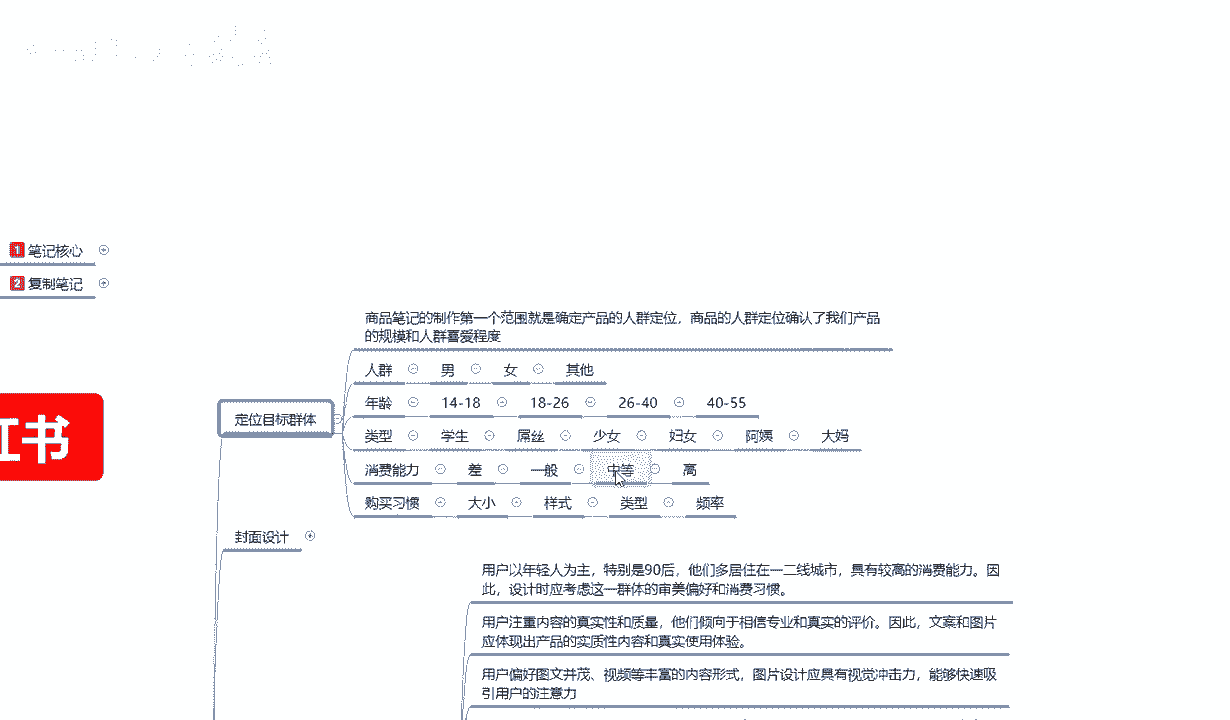 1 笔记核心
2 复制笔记
红书
定位目标群体
商品笔记的制作第一个范围就是确定产品的人群定位，商品的人群定位确认了我们产品
的规模和人群喜爱程度
人群 男 女 其他
年龄 14-18 18-26 26-40 40-55
类型 学生 屌丝 少女 妇女 阿姨 大妈
消费能力 差 一般 中等 高
购买习惯 大小 样式 类型 频率
封面设计
用户以年轻人为主，特别是90后，他们多居住在一二线城市，具有较高的消费能力。因
此，设计时应考虑这一群体的审美偏好和消费习惯。
用户注重内容的真实性和质量，他们倾向于相信专业和真实的评价。因此，文案和图片
应体现出产品的实质性内容和真实使用体验。
用户偏好图文并茂、视频等丰富的内容形式，图片设计应具有视觉冲击力，能够快速吸
引用户的注意力